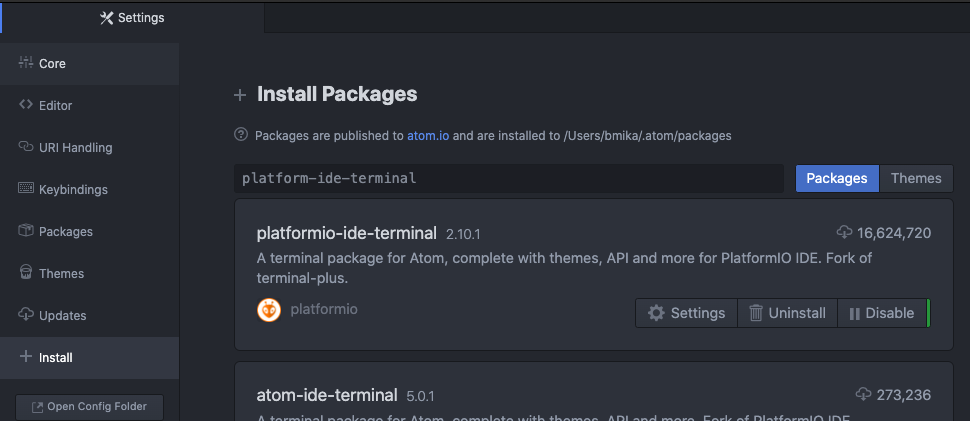 Settings
Core
Editor
URI Handling
Keybindings
Packages
Themes
Updates
Install
Open Config Folder
Install Packages
Packages are published to atom.io and are installed to /Users/bmika/.atom/packages
platform-ide-terminal
Packages Themes
platformio-ide-terminal 2.10.1 16,624,720
A terminal package for Atom, complete with themes, API and more for PlatformIO IDE. Fork of
terminal-plus.
platformio
Settings Uninstall Disable
atom-ide-terminal 5.0.1 273,236
A terminal package for Atom, complete with themes, API and more. Fork of PlatformIO IDE